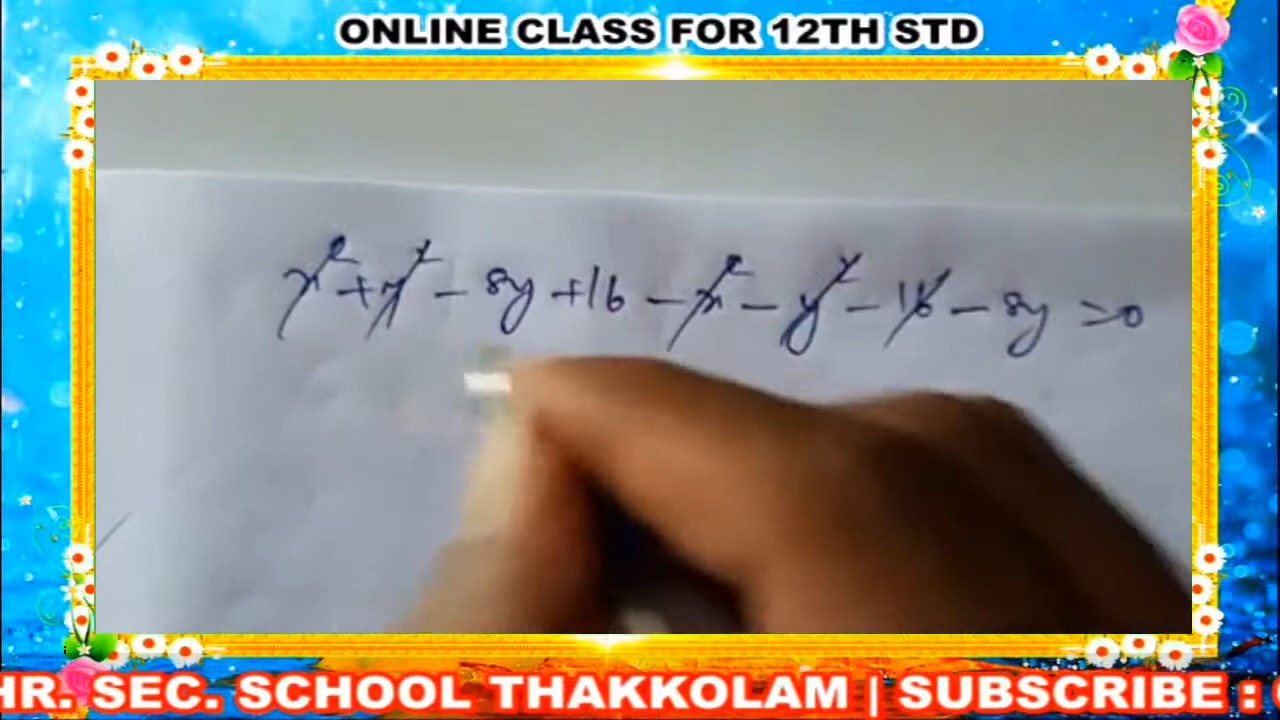 ONLINE CLASS FOR 12TH STD
x² + y² - 8y + 16 - x² - y² - 16 - 8y = 0
HR. SEC. SCHOOL THAKKOLAM | SUBSCRIBE :